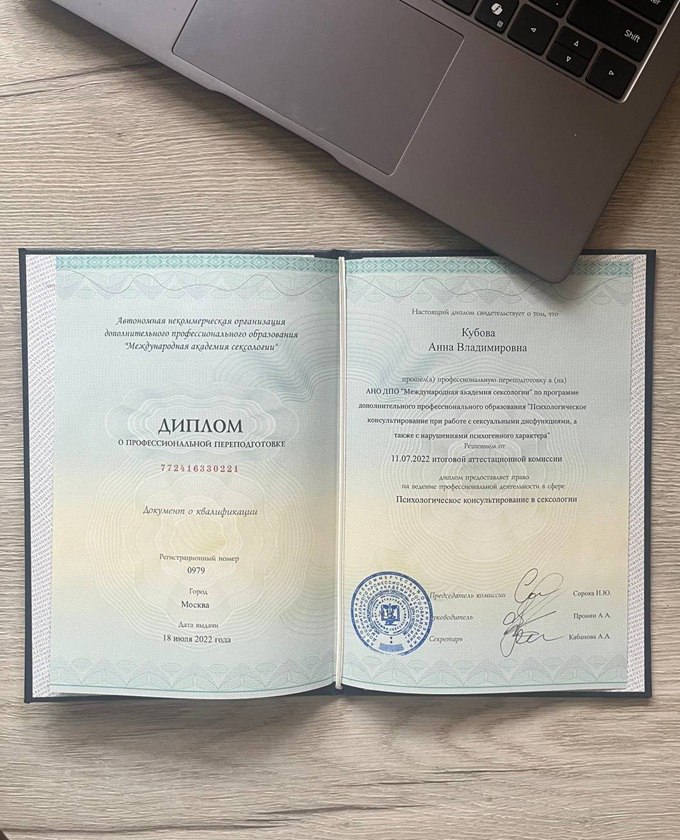 Shift
Автономная некоммерческая организация
дополнительного профессионального образования
"Международная академия сексологии"
ДИПЛОМ
О ПРОФЕССИОНАЛЬНОЙ ПЕРЕПОДГОТОВКЕ
772416330221
Документ о квалификации
Регистрационный номер
0979
Город
Москва
Дата выдачи
18 июля 2022 года
Настоящий диплом свидетельствует о том, что
Кубова
Анна Владимировна
прошел(а) профессиональную переподготовку в (на)
АНО ДПО "Международная академия сексологии" по программе
дополнительного профессионального образования "Психологическое
консультирование при работе с сексуальными дисфункциями, а
также с нарушениями психогенного характера"
Решением от
11.07.2022 итоговой аттестационной комиссии
диплом предоставляет право
на ведение профессиональной деятельности в сфере
Психологическое консультирование в сексологии
Председатель комиссии Сорока И.Ю.
Руководитель Пронин А.А.
Секретарь Кабанова А.А.